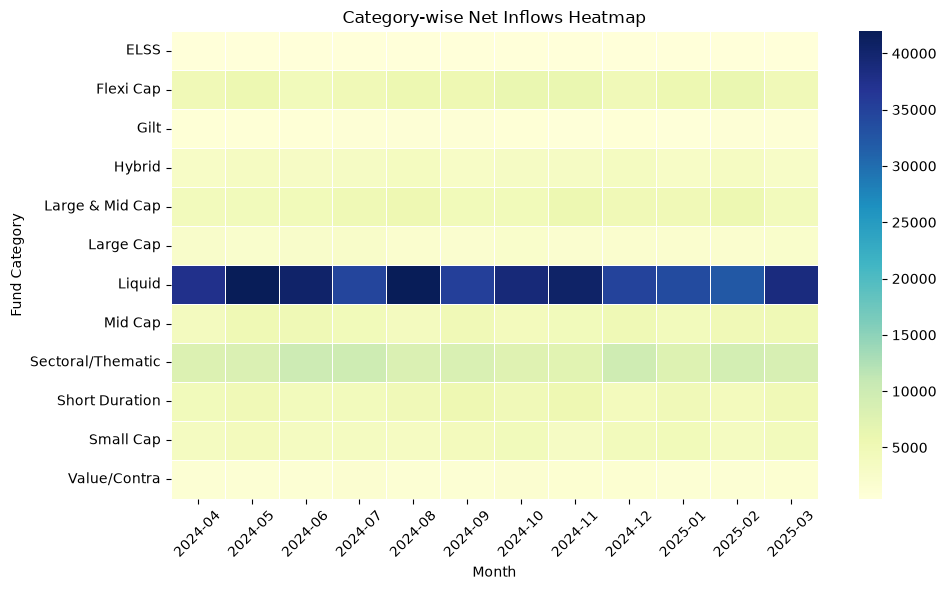 Category-wise Net Inflows Heatmap
Fund Category
ELSS
Flexi Cap
Gilt
Hybrid
Large & Mid Cap
Large Cap
Liquid
Mid Cap
Sectoral/Thematic
Short Duration
Small Cap
Value/Contra
2024-04 2024-05 2024-06 2024-07 2024-08 2024-09 2024-10 2024-11 2024-12 2025-01 2025-02 2025-03
Month
40000
35000
30000
25000
20000
15000
10000
5000